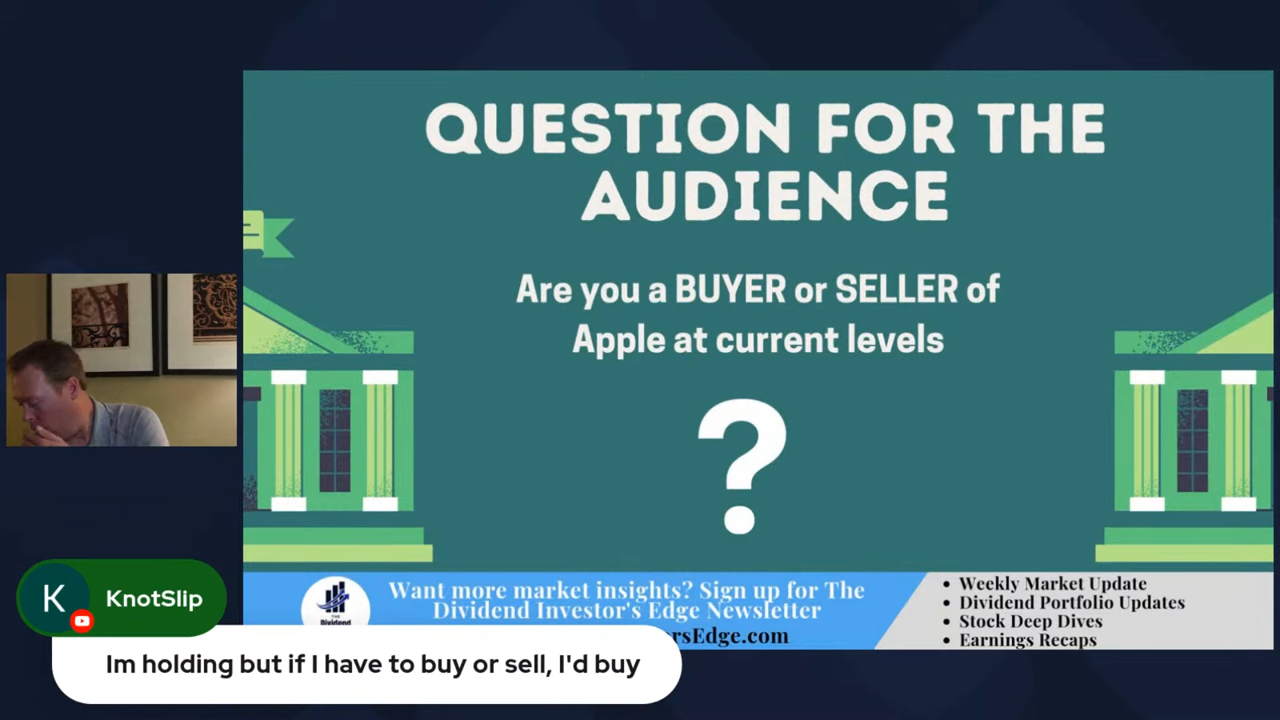 QUESTION FOR THE
AUDIENCE
Are you a BUYER or SELLER of
Apple at current levels
?
Want more market insights? Sign up for The
Dividend Investor's Edge Newsletter
THE
Dividend
rsEdge.com
• Weekly Market Update
• Dividend Portfolio Updates
• Stock Deep Dives
• Earnings Recaps
K
KnotSlip
Im holding but if I have to buy or sell, I'd buy